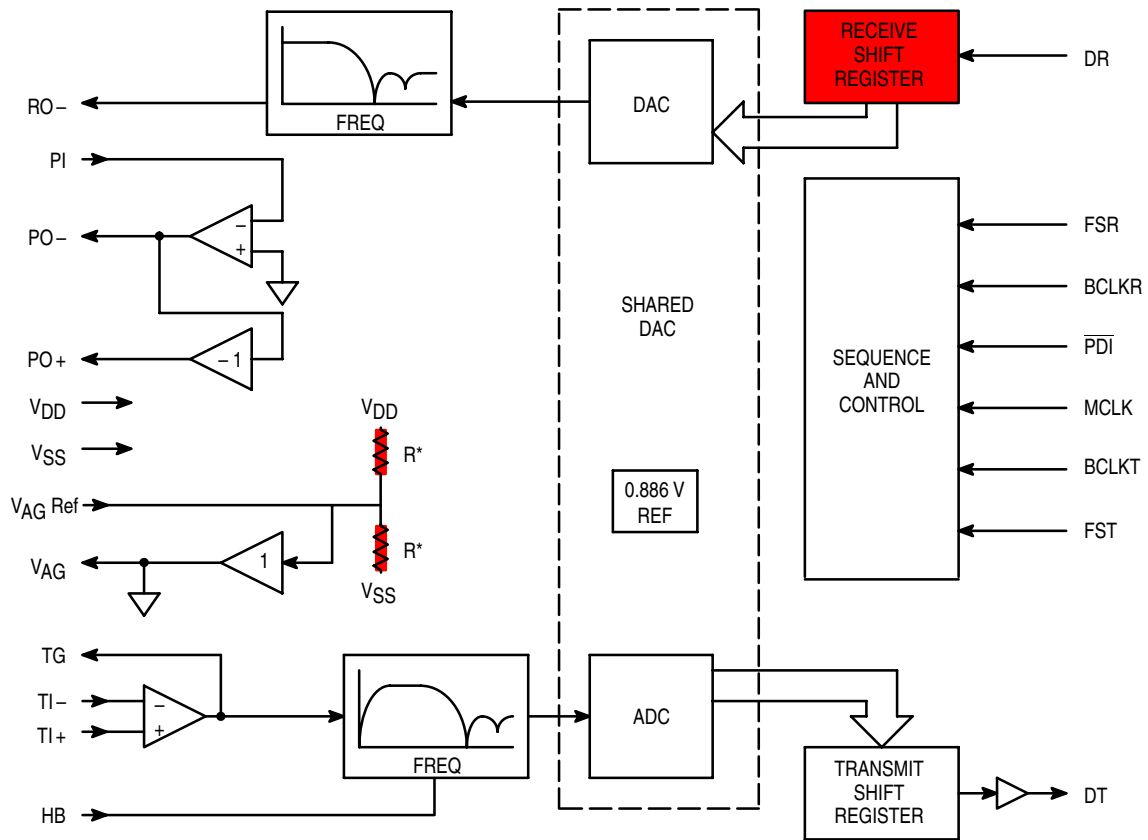 RECEIVE
SHIFT
REGISTER
DR
DAC
RO –
FREQ
PI
PO –
–
+
PO +
– 1
SHARED
DAC
FSR
BCLKR
PDI
SEQUENCE
AND
CONTROL
MCLK
BCLKT
FST
VDD
VSS
VDD
R*
VAG Ref
0.886 V
REF
R*
VAG
1
VSS
TG
TI –
–
TI +
+
FREQ
HB
ADC
TRANSMIT
SHIFT
REGISTER
DT